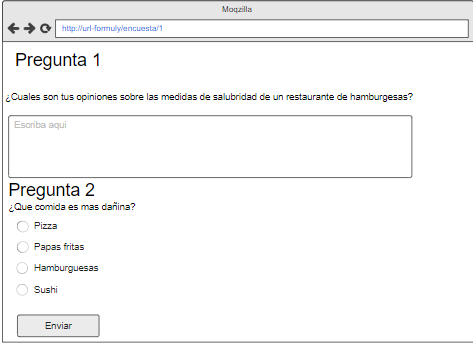 Moqzilla
http://url-formuly/encuesta/1
Pregunta 1
¿Cuales son tus opiniones sobre las medidas de salubridad de un restaurante de hamburgesas?
Escriba aqui
Pregunta 2
¿Que comida es mas dañina?
Pizza
Papas fritas
Hamburguesas
Sushi
Enviar